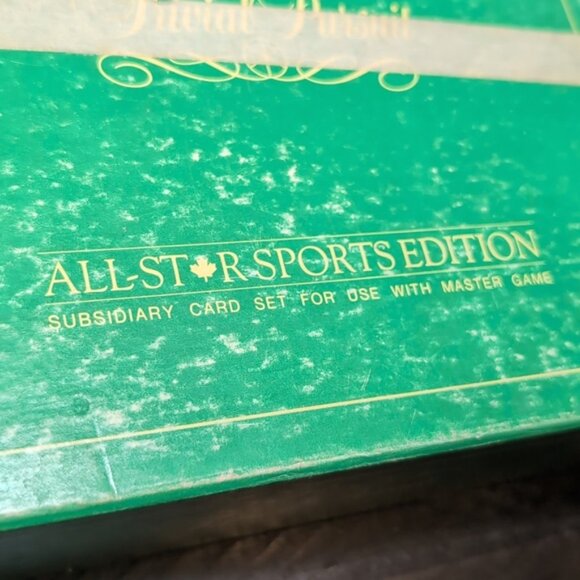 Trivial Pursuit
ALL-ST🍁R SPORTS EDITION
SUBSIDIARY CARD SET FOR USE WITH MASTER GAME